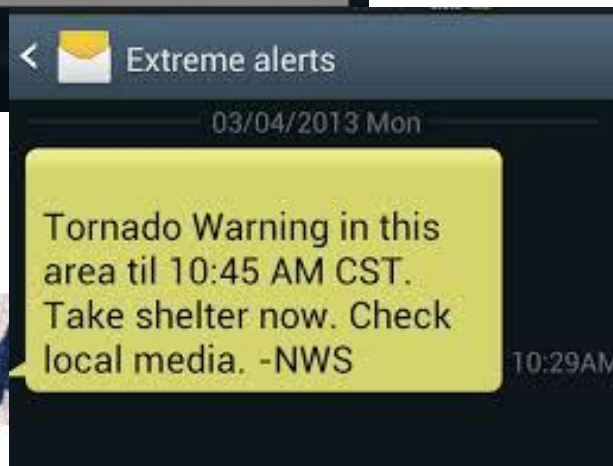 Extreme alerts
03/04/2013 Mon
Tornado Warning in this
area til 10:45 AM CST.
Take shelter now. Check
local media. -NWS
10:29AM